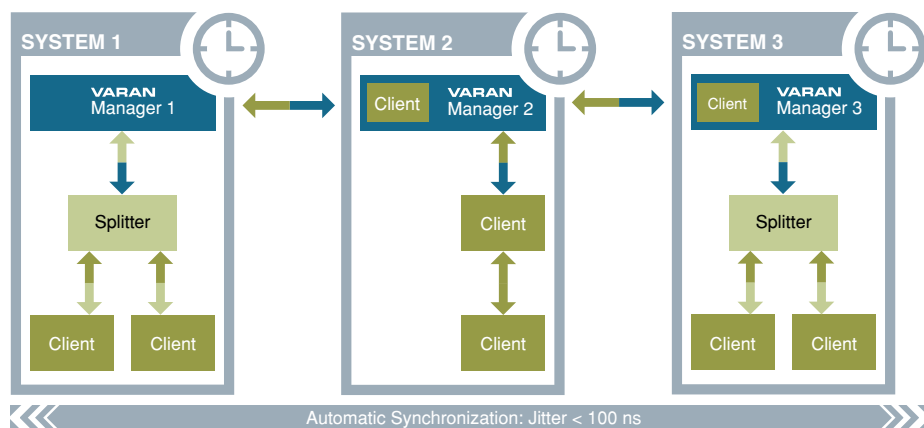 SYSTEM 1
VARAN
Manager 1
Splitter
Client
Client
SYSTEM 2
Client
VARAN
Manager 2
Client
Client
SYSTEM 3
Client
VARAN
Manager 3
Splitter
Client
Client
Automatic Synchronization: Jitter < 100 ns